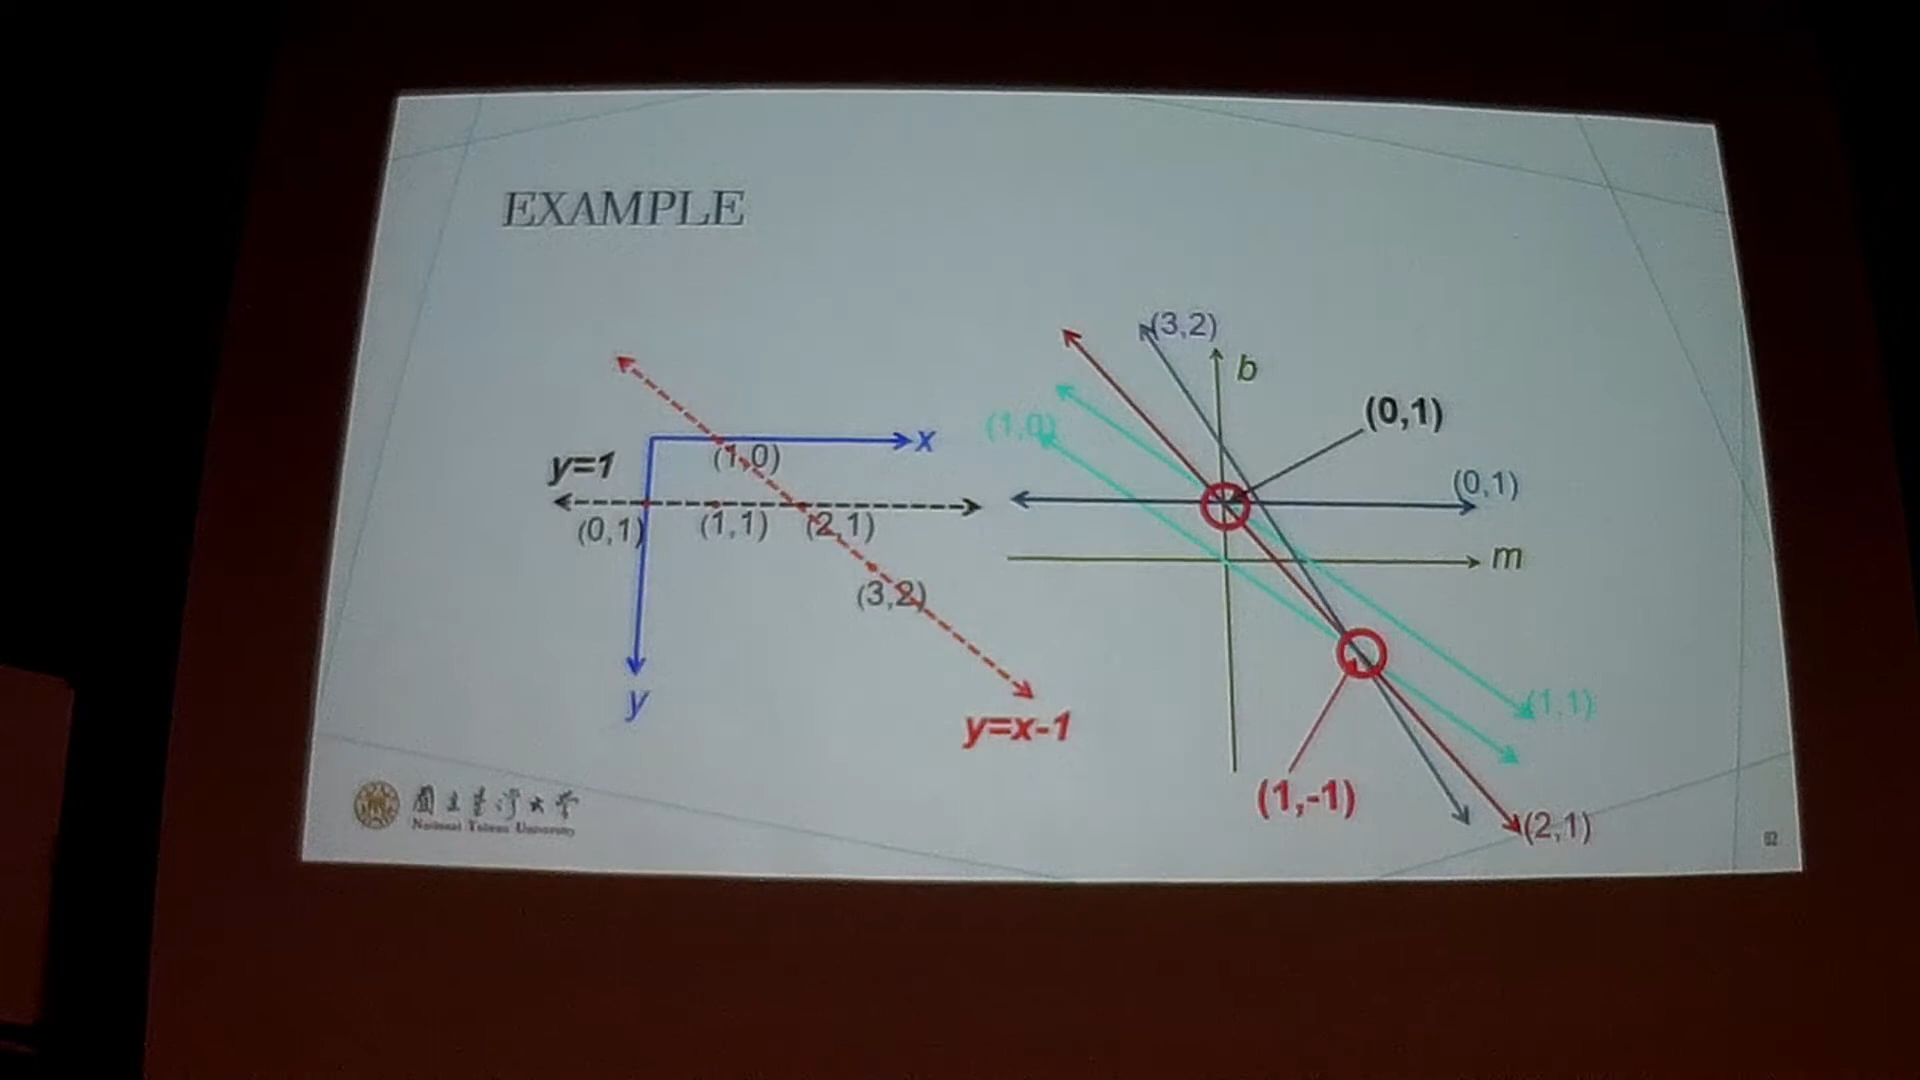 EXAMPLE
(3,2)
b
(0,1)
(1,0)
x
y=1
(1,0)
(0,1)
(0,1)
(1,1)
(2,1)
m
(3,2)
y
y=x-1
(1,1)
(1,-1)
(2,1)
國立臺灣大學
National Taiwan University